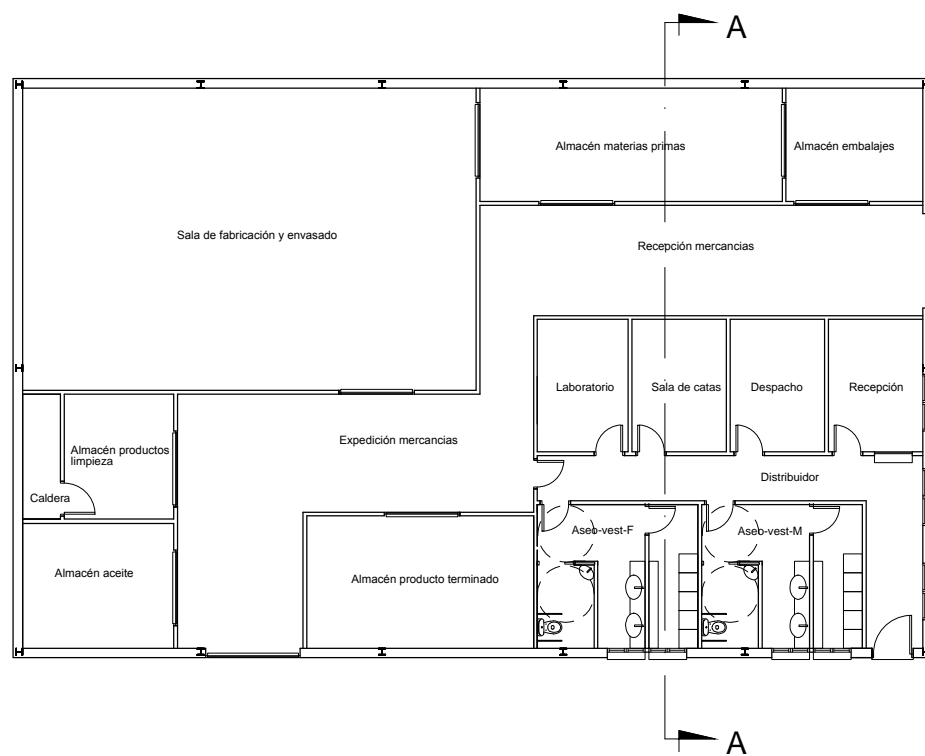 A
Almacén materias primas
Almacén embalajes
Sala de fabricación y envasado
Recepción mercancias
Laboratorio
Sala de catas
Despacho
Recepción
Expedición mercancias
Almacén productos
limpieza
Caldera
Distribuidor
Aseo-vest-F
Aseo-vest-M
Almacén aceite
Almacén producto terminado
A